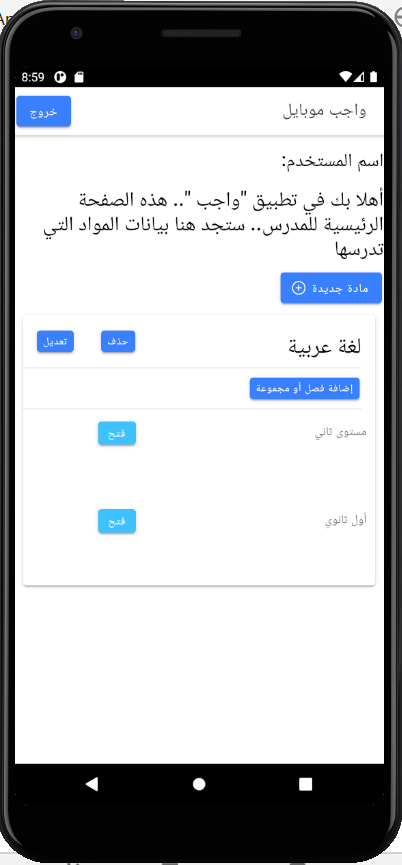 8:59
واجب موبايل
خروج
اسم المستخدم:
أهلا بك في تطبيق "واجب ".. هذه الصفحة
الرئيسية للمدرس.. ستجد هنا بيانات المواد التي
تدرسها
مادة جديدة
لغة عربية
حذف
تعديل
إضافة فصل أو مجموعة
مستوى ثاني
فتح
أول ثانوي
فتح